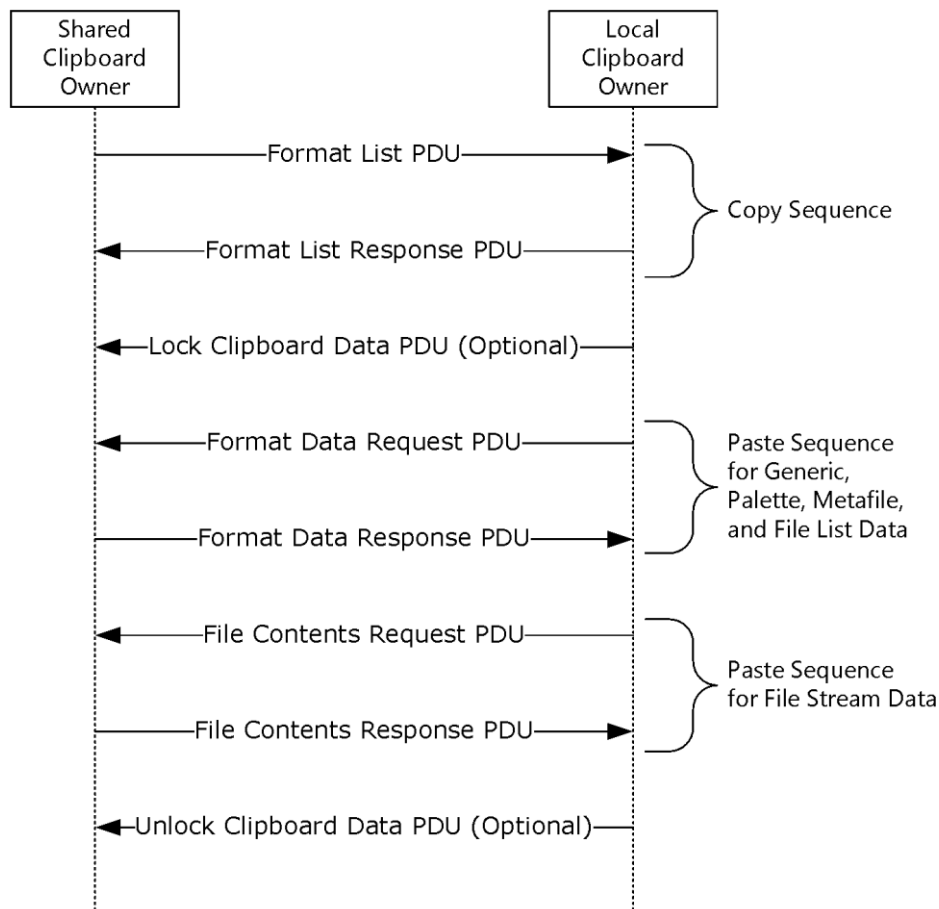 Shared
Clipboard
Owner
Local
Clipboard
Owner
Format List PDU
Copy Sequence
Format List Response PDU
Lock Clipboard Data PDU (Optional)
Format Data Request PDU
Paste Sequence
for Generic,
Palette, Metafile,
and File List Data
Format Data Response PDU
File Contents Request PDU
Paste Sequence
for File Stream Data
File Contents Response PDU
Unlock Clipboard Data PDU (Optional)